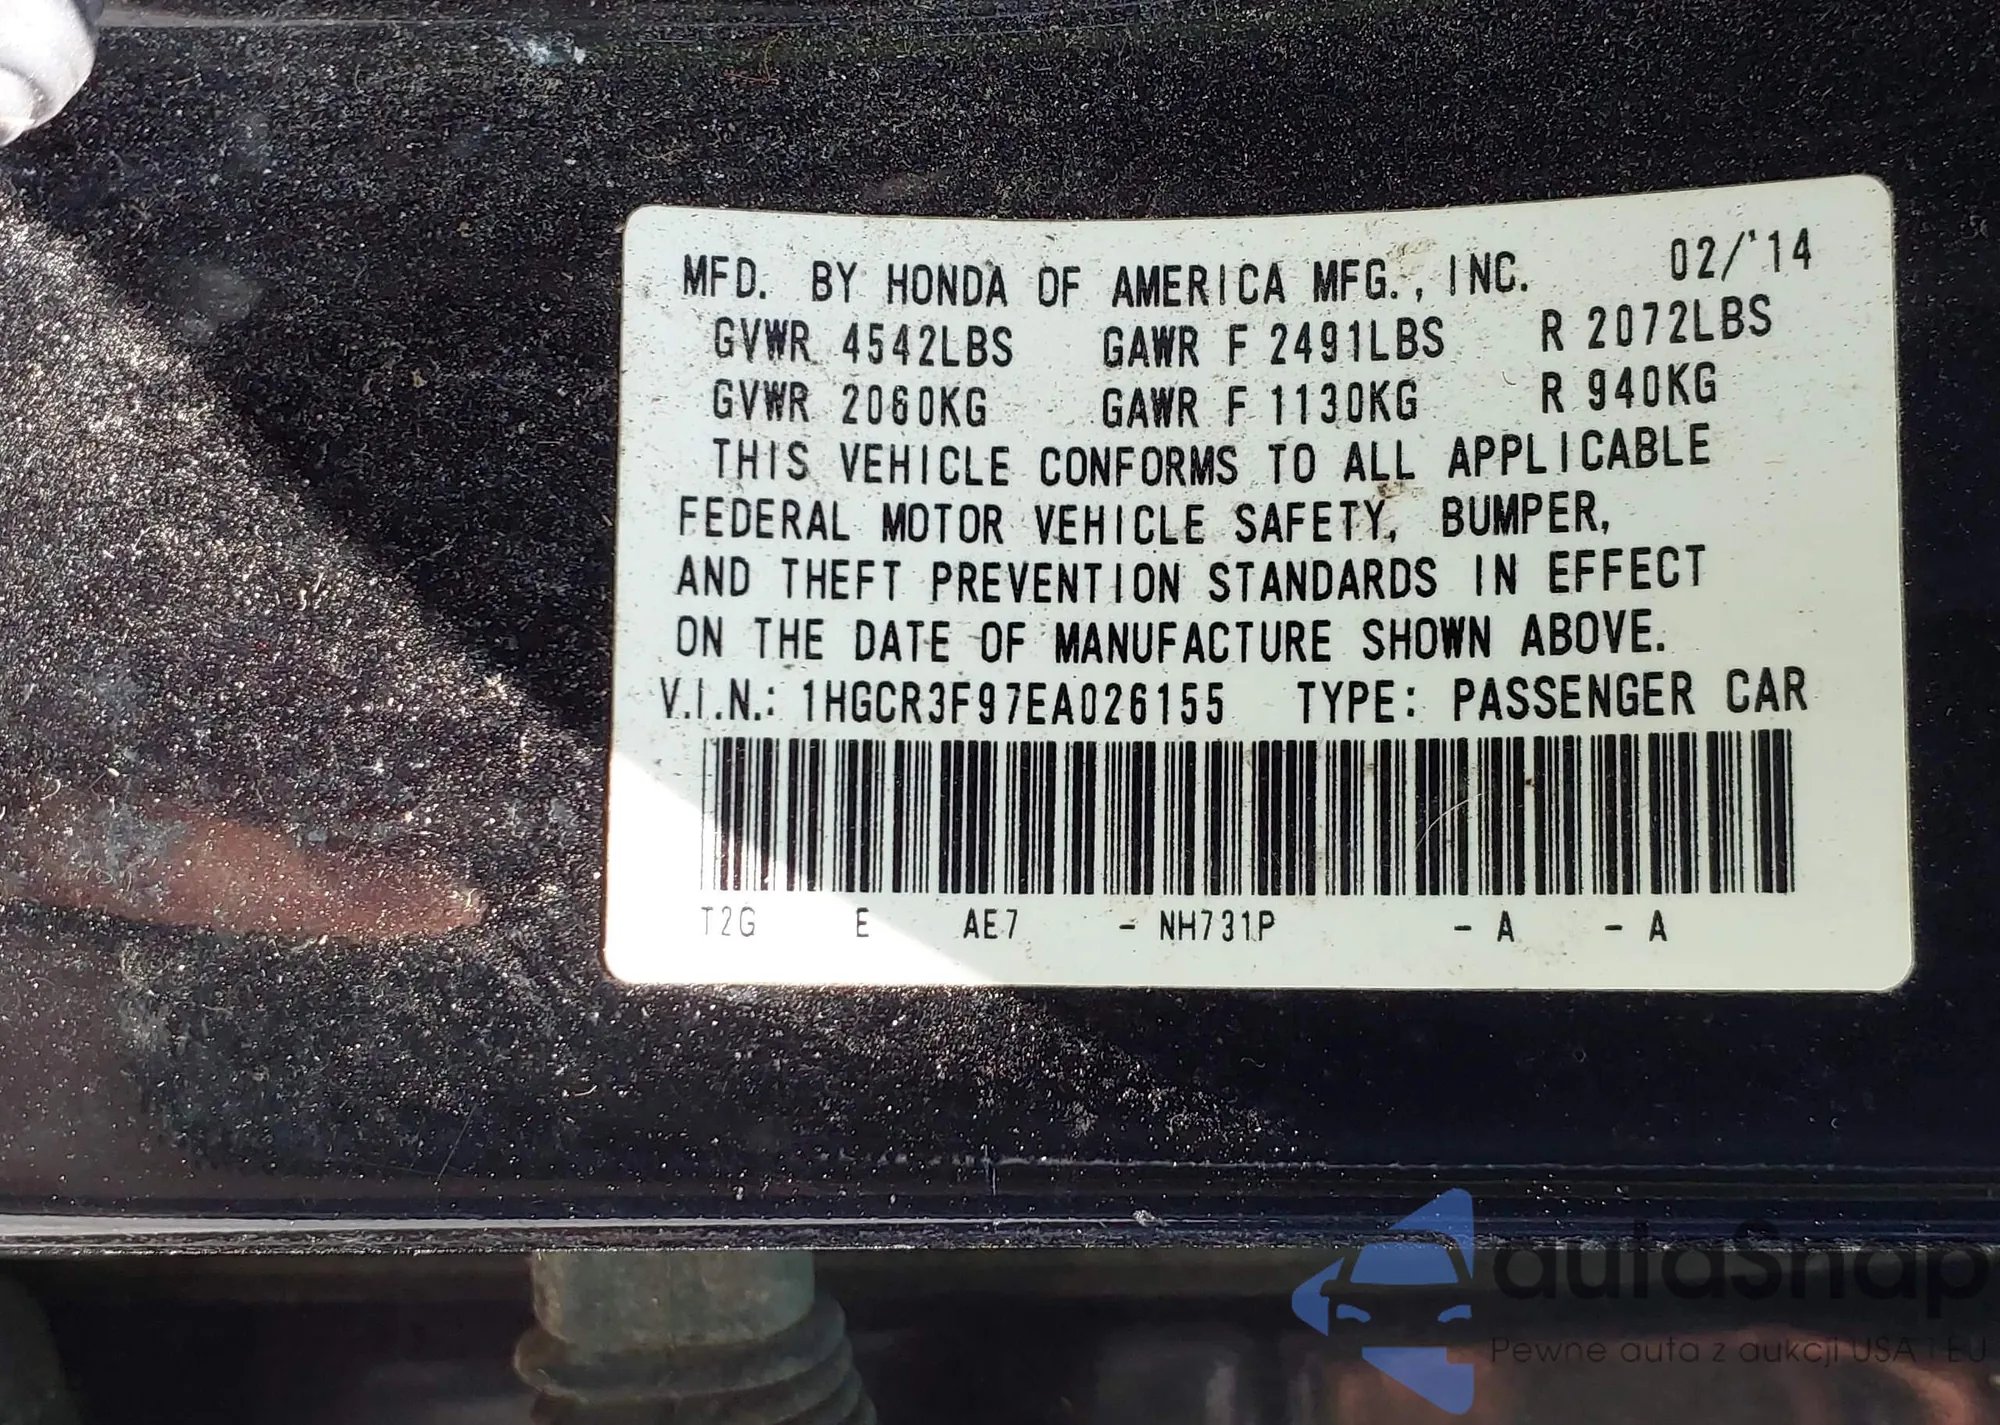 MFD. BY HONDA OF AMERICA MFG., INC. 02/'14
GVWR 4542LBS GAWR F 2491LBS R 2072LBS
GVWR 2060KG GAWR F 1130KG R 940KG
THIS VEHICLE CONFORMS TO ALL APPLICABLE
FEDERAL MOTOR VEHICLE SAFETY, BUMPER,
AND THEFT PREVENTION STANDARDS IN EFFECT
ON THE DATE OF MANUFACTURE SHOWN ABOVE.
V.I.N.: 1HGCR3F97EA026155 TYPE: PASSENGER CAR
T2G E AE7 - NH731P - A - A
autaSnap
Pewne auta z aukcji USA i EU